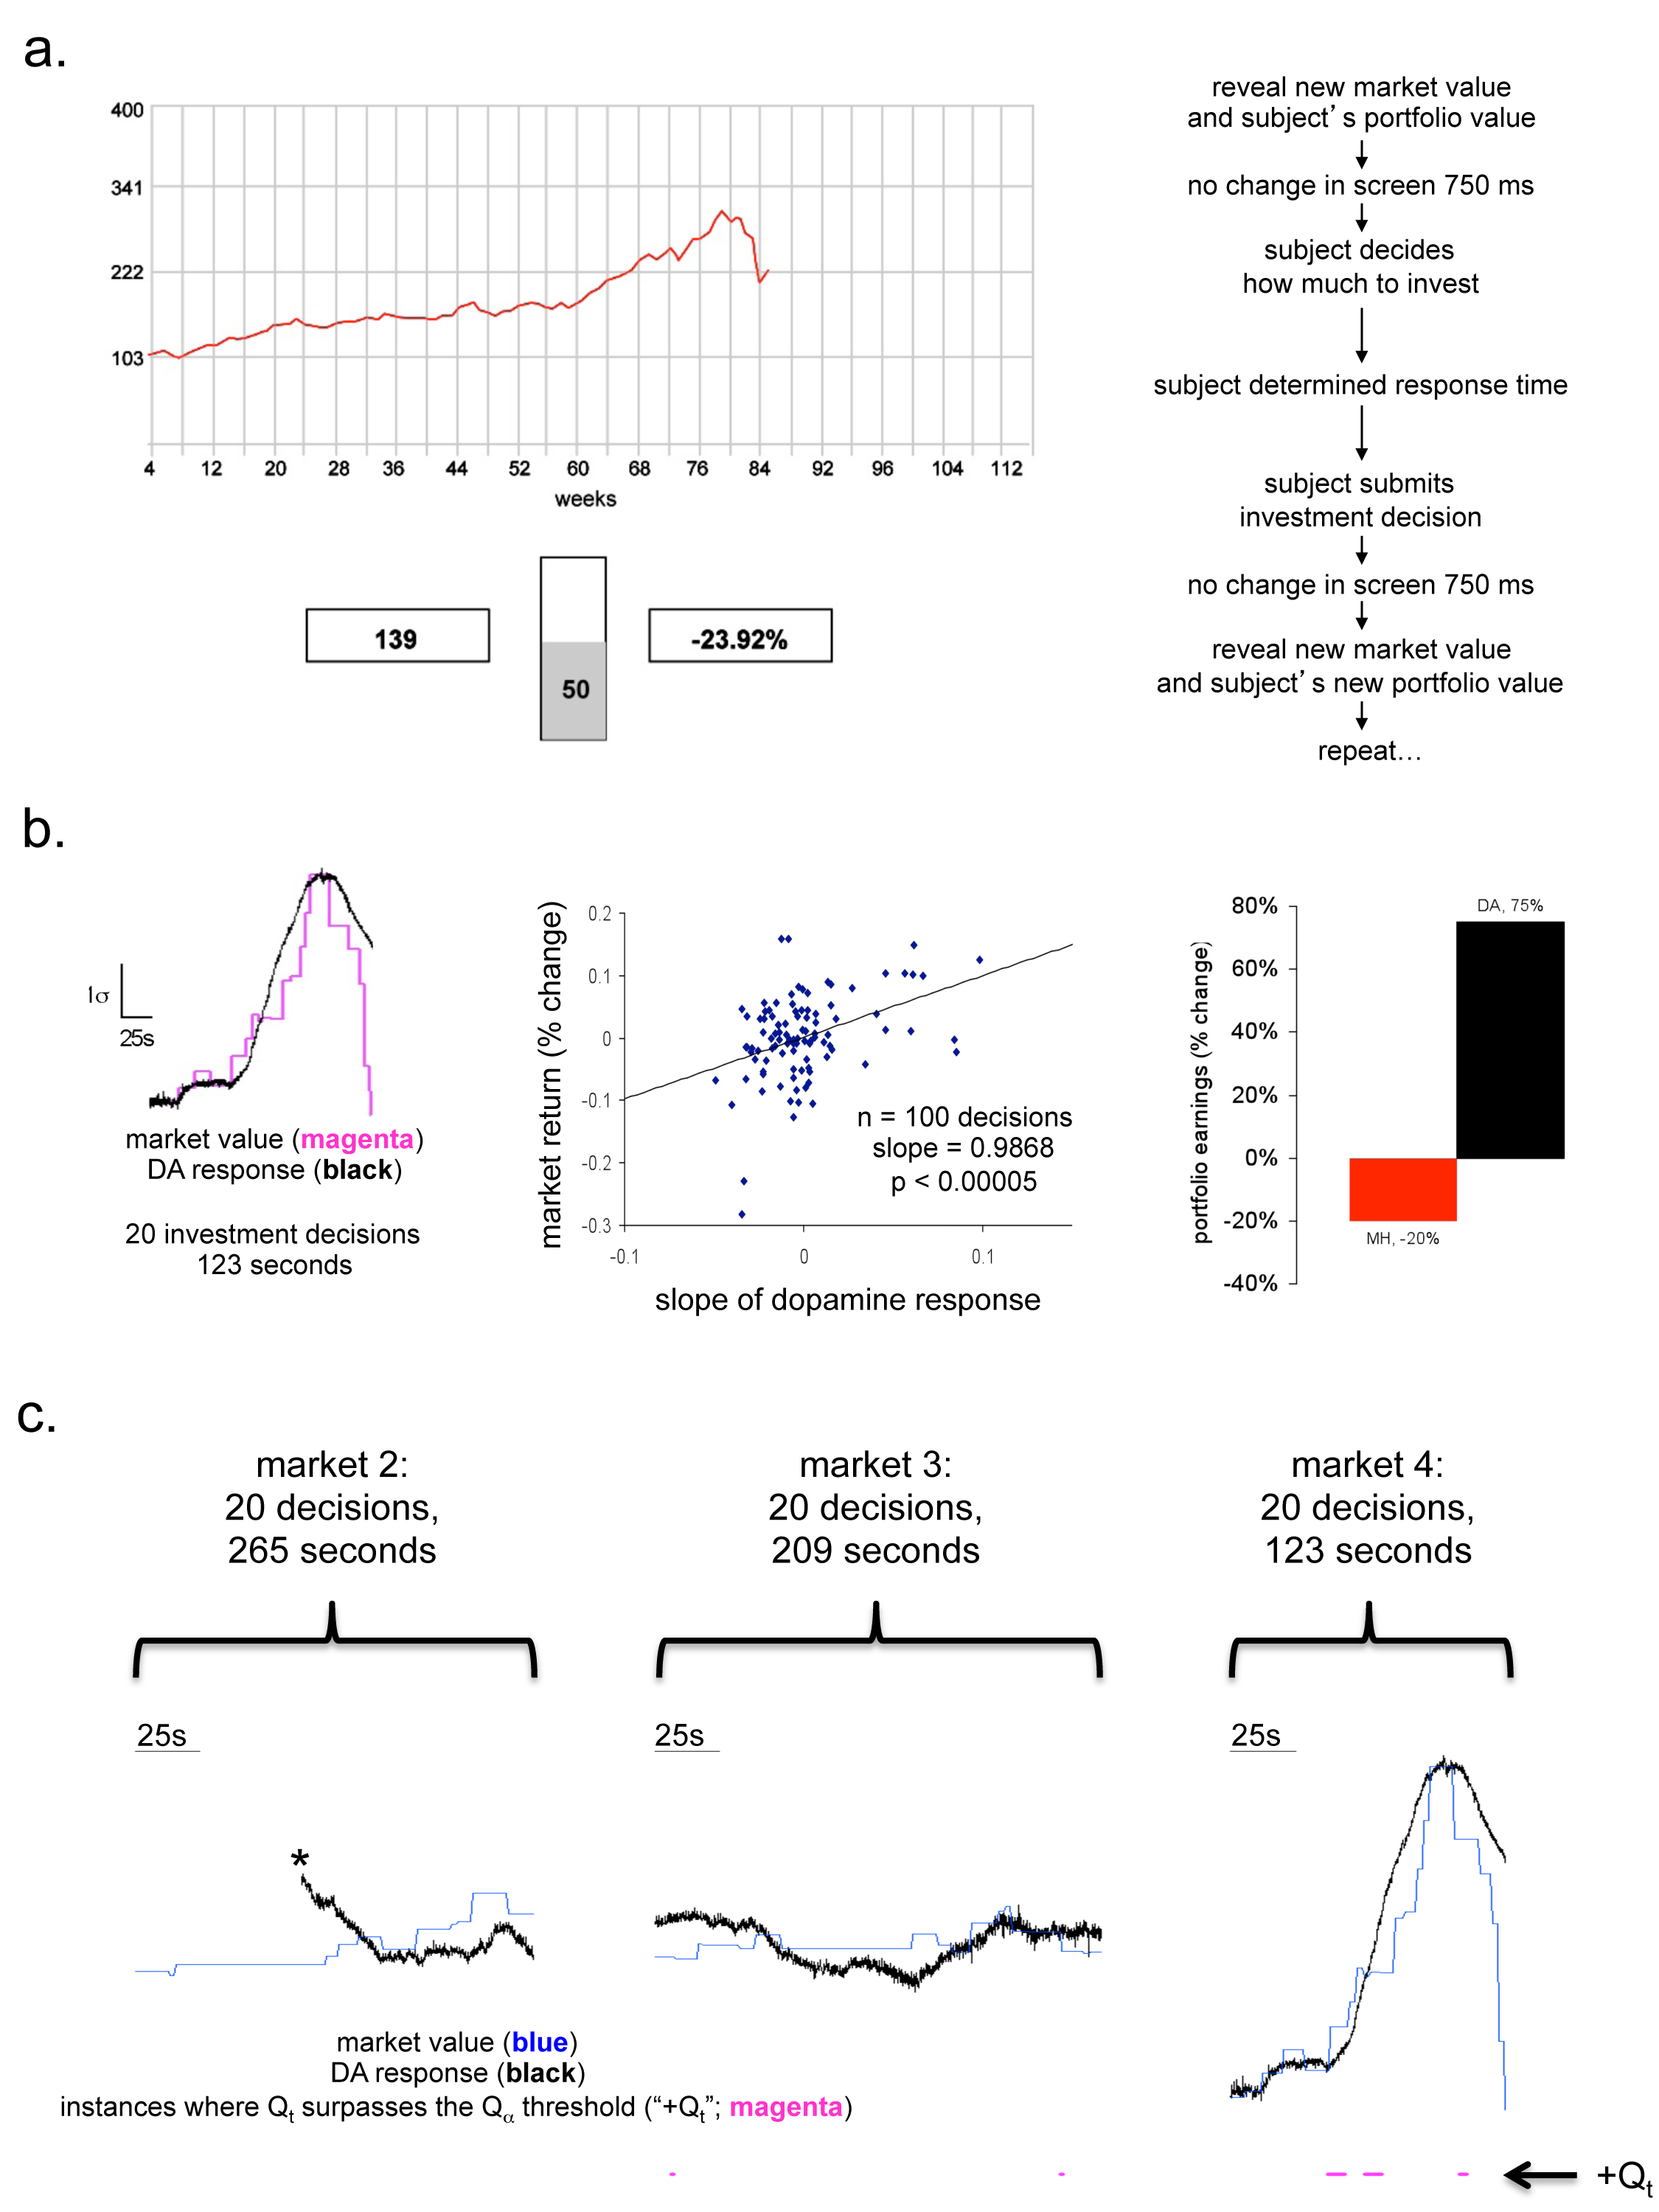 a.
400
341
222
103
4 12 20 28 36 44 52 60 68 76 84 92 96 104 112
weeks
139
50
-23.92%
reveal new market value
and subject’s portfolio value
no change in screen 750 ms
subject decides
how much to invest
subject determined response time
subject submits
investment decision
no change in screen 750 ms
reveal new market value
and subject’s new portfolio value
repeat…
b.
1σ
25s
market value (magenta)
DA response (black)
20 investment decisions
123 seconds
market return (% change)
0.2
0.1
0
-0.1
-0.2
-0.3
-0.1 0 0.1
n = 100 decisions
slope = 0.9868
p < 0.00005
slope of dopamine response
portfolio earnings (% change)
80%
60%
40%
20%
0%
-20%
-40%
DA, 75%
MH, -20%
c.
market 2:
20 decisions,
265 seconds
market 3:
20 decisions,
209 seconds
market 4:
20 decisions,
123 seconds
25s
25s
25s
*
market value (blue)
DA response (black)
instances where Qt surpasses the Qα threshold (“+Qt”; magenta)
+Qt